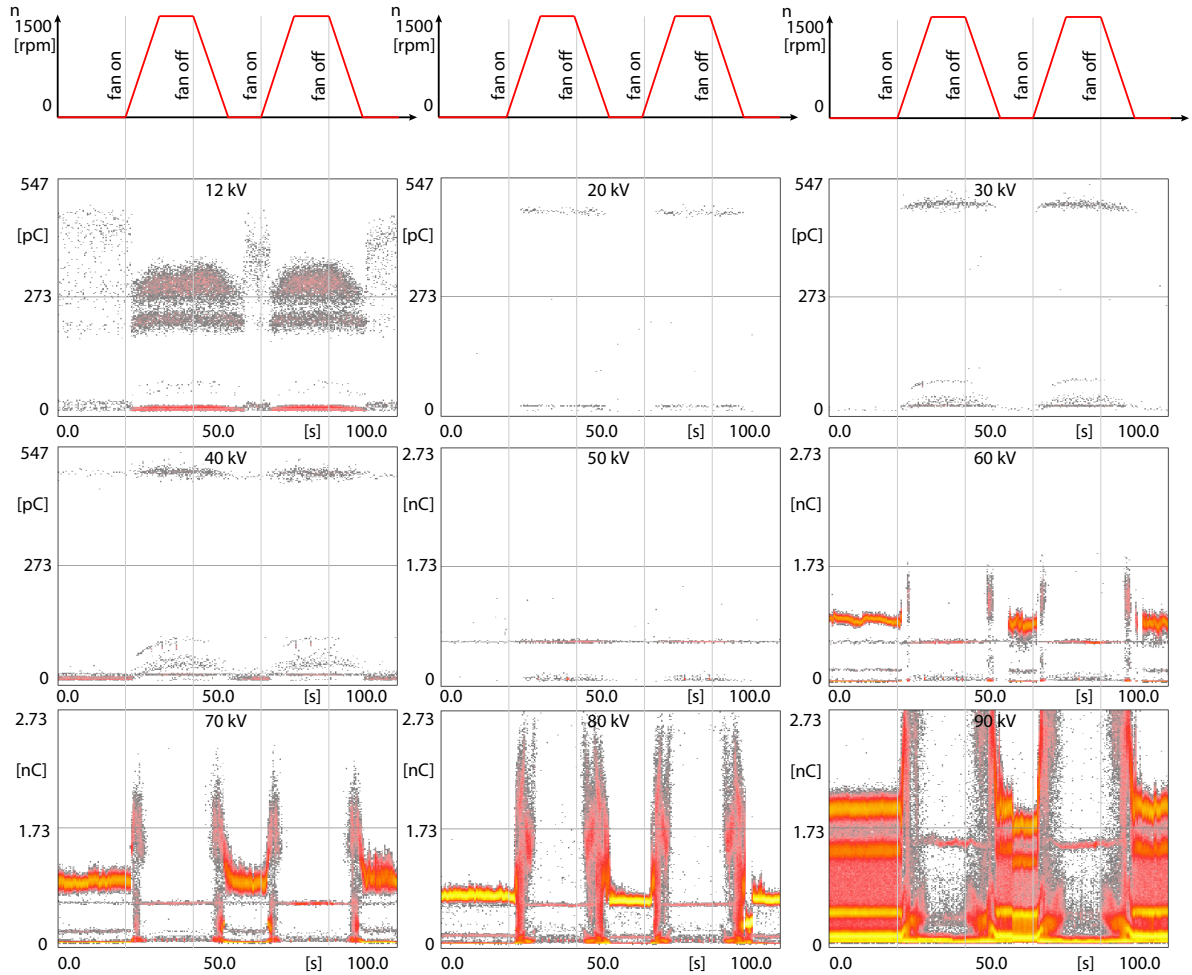 n n n
1500 1500 1500
[rpm] [rpm] [rpm]
fan on fan off fan on fan off fan on fan off fan on fan off fan on fan off fan on fan off
0 0 0
547 12 kV 547 20 kV 547 30 kV
[pC] [pC] [pC]
273 273 273
0 0 0
0.0 50.0 [s] 100.0 0.0 50.0 [s] 100.0 0.0 50.0 [s] 100.0
547 40 kV 2.73 50 kV 2.73 60 kV
[pC] [nC] [nC]
273 1.73 1.73
0 0 0
0.0 50.0 [s] 100.0 0.0 50.0 [s] 100.0 0.0 50.0 [s] 100.0
2.73 70 kV 2.73 80 kV 2.73 90 kV
[nC] [nC] [nC]
1.73 1.73 1.73
0 0 0
0.0 50.0 [s] 100.0 0.0 50.0 [s] 100.0 0.0 50.0 [s] 100.0